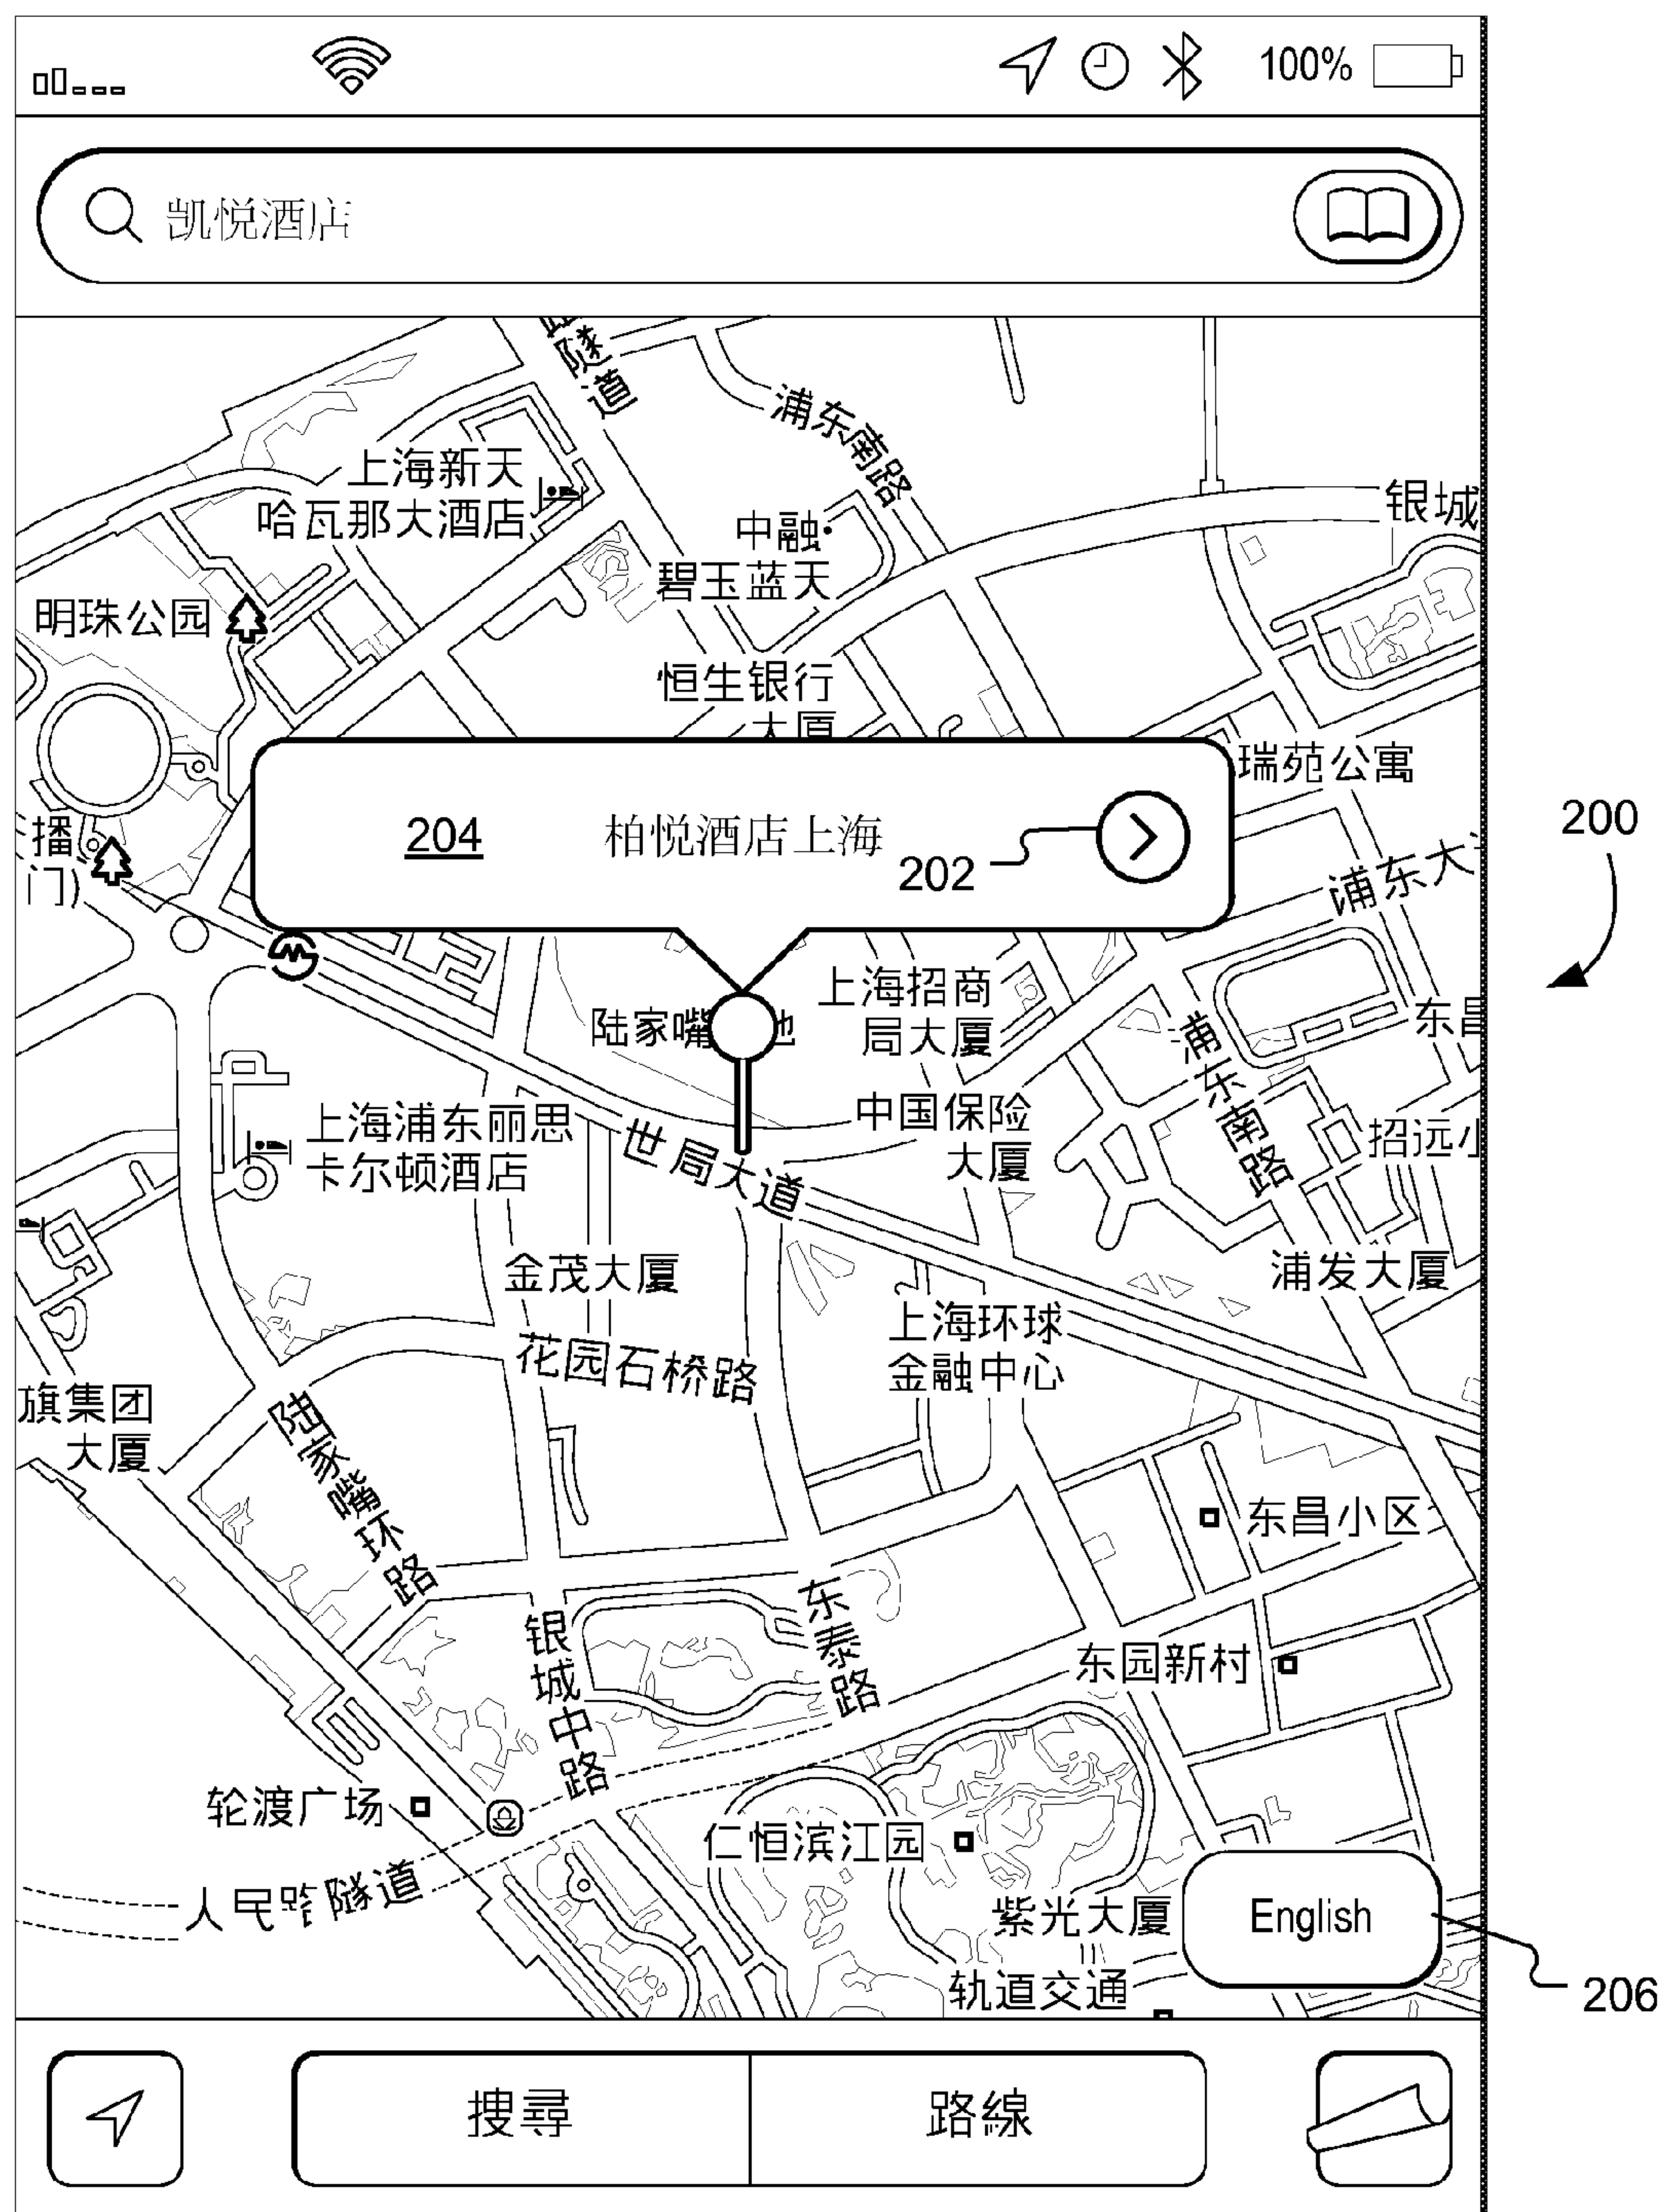 100%
凯悦酒店
隧道
浦东南路
上海新天
哈瓦那大酒店
银城
中融
碧玉蓝天
明珠公园
恒生银行
大厦
瑞苑公寓
204
柏悦酒店上海
202
200
播
门)
浦东大
上海招商
局大厦
陆家嘴
东昌
浦东南路
中国保险
大厦
上海浦东丽思
卡尔顿酒店
世局大道
招远小
金茂大厦
浦发大厦
上海环球
金融中心
花园石桥路
旗集团
大厦
陆家嘴环路
东昌小区
银城中路
东泰路
东园新村
轮渡广场
仁恒滨江园
人民路隧道
紫光大厦
English
轨道交通
206
搜尋
路線